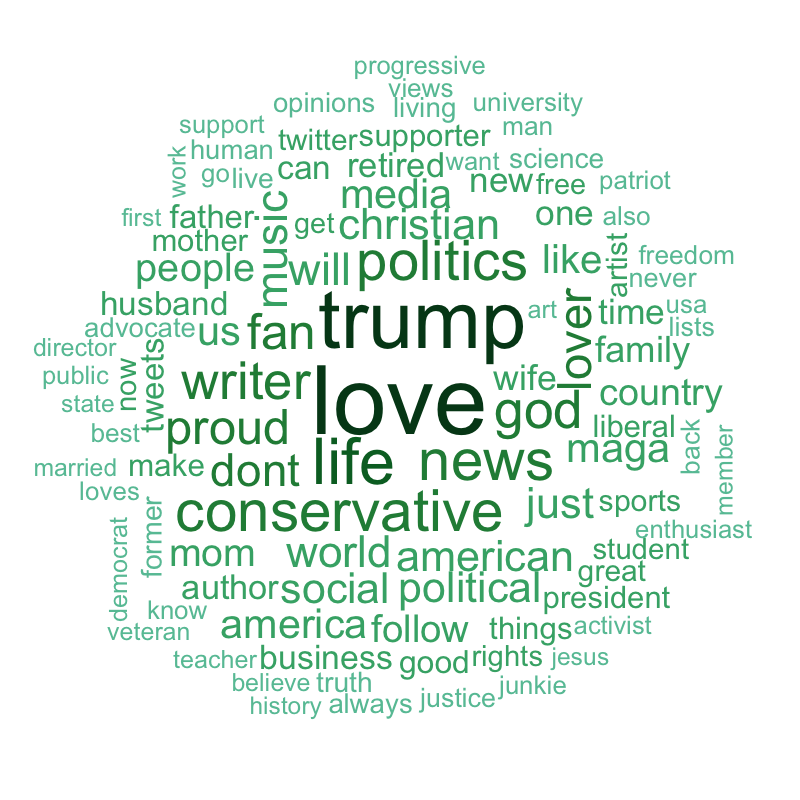 progressive
views
opinions living university
support twitter supporter man
work human can retired want science
go live media new free patriot
first father music get christian one also
mother people will politics like artist freedom
never
husband trump art time usa
advocate us fan lover lists
director now tweets writer love wife family
public god country
state proud liberal
best life news maga back
married make dont member
loves
former conservative just sports
enthusiast
democrat mom world american student
great
author social political president
know
veteran america follow things activist
teacher business good rights jesus
believe truth junkie
history always justice